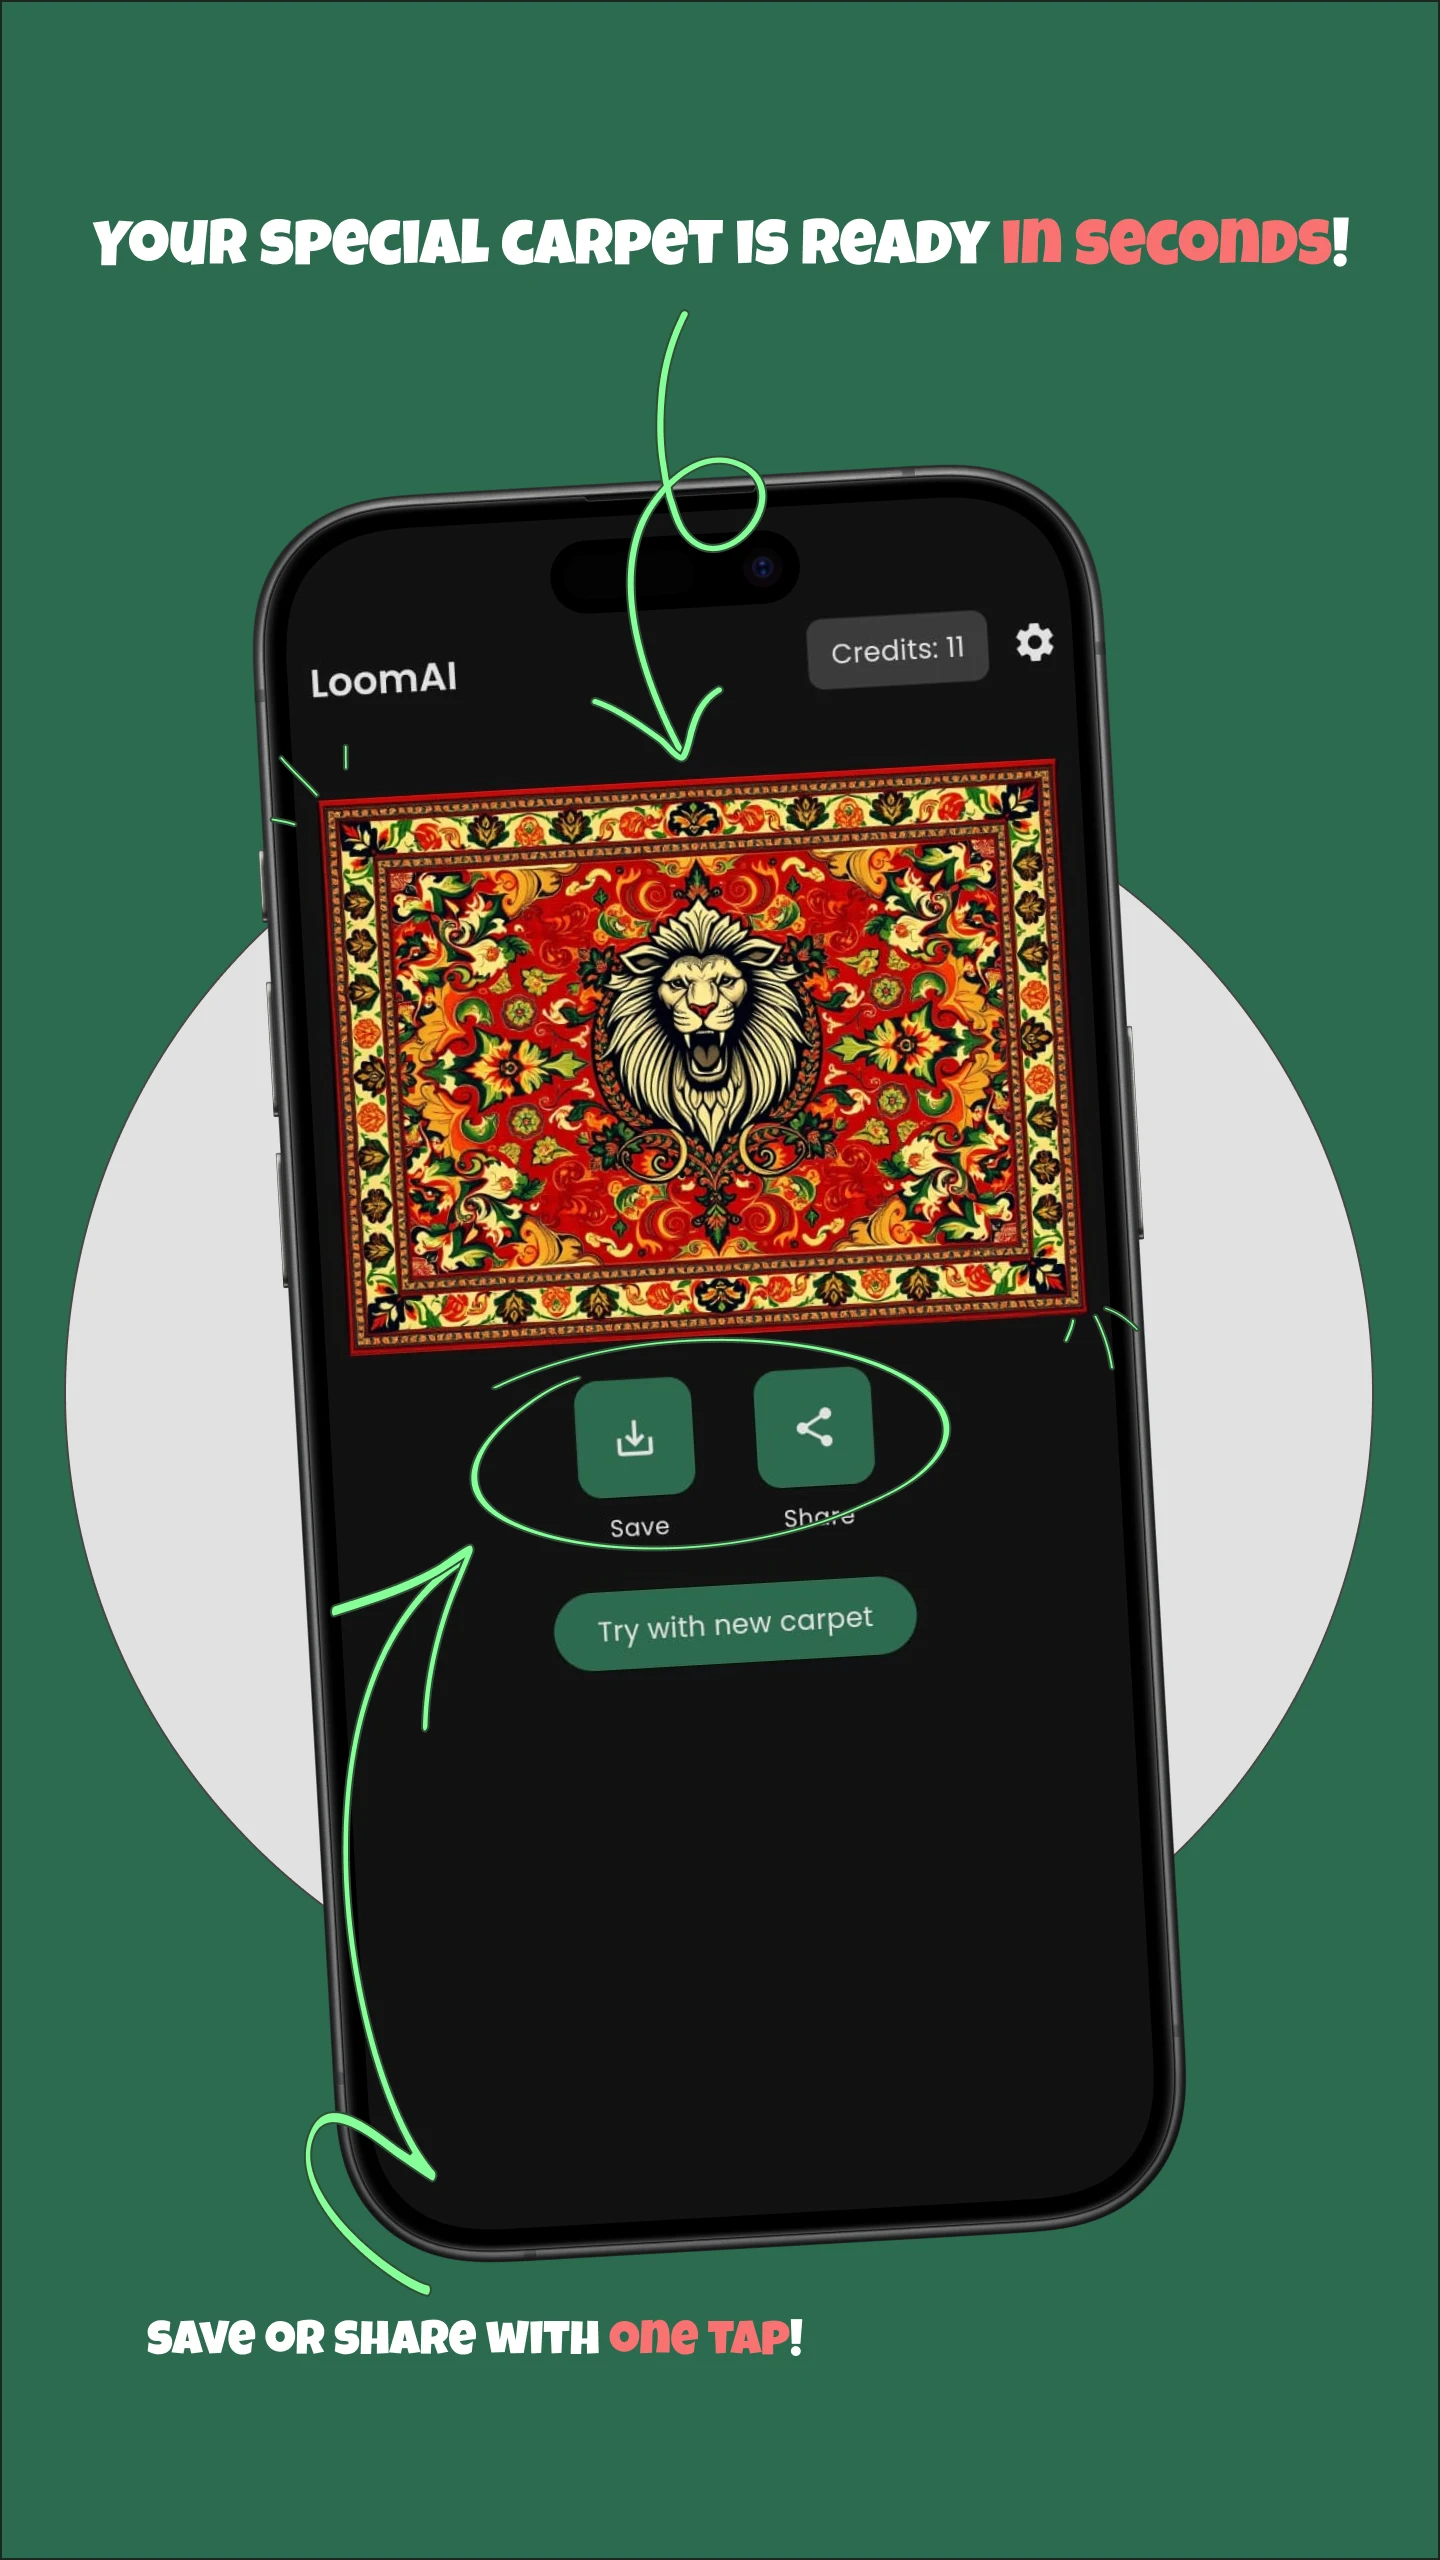 YOUR SPECIAL CARPET IS READY IN SECONDS!
Credits: 11
LoomAI
Save
Share
Try with new carpet
SAVE OR SHARE WITH ONE TAP!